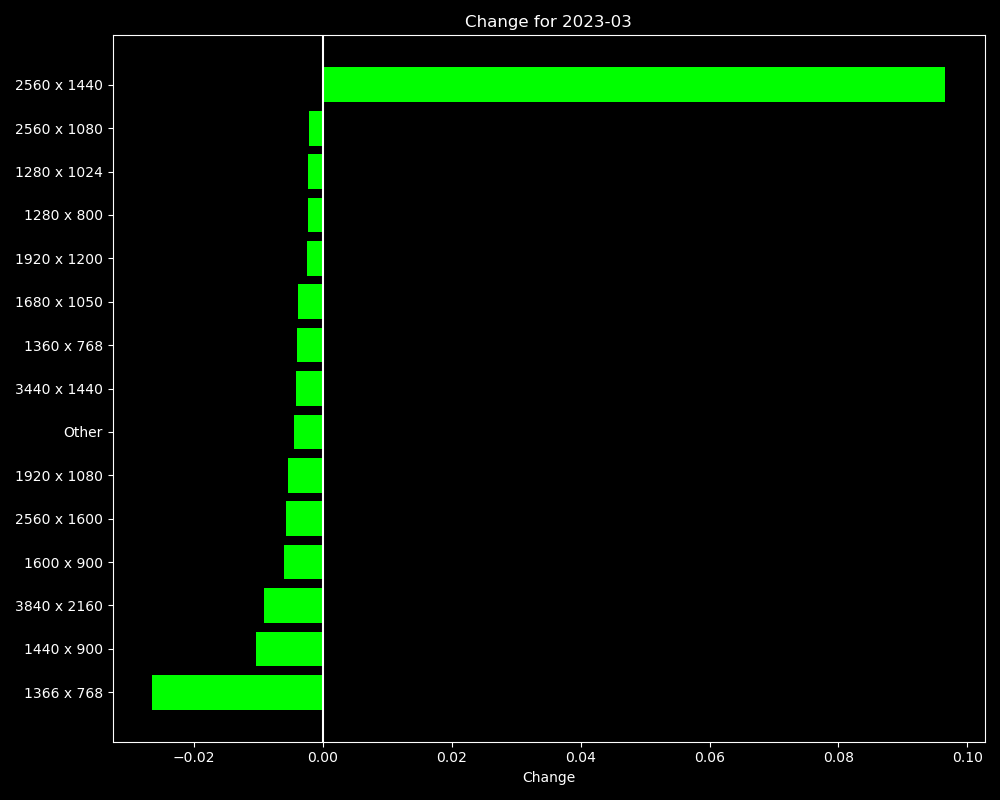 Change for 2023-03
2560 x 1440
2560 x 1080
1280 x 1024
1280 x 800
1920 x 1200
1680 x 1050
1360 x 768
3440 x 1440
Other
1920 x 1080
2560 x 1600
1600 x 900
3840 x 2160
1440 x 900
1366 x 768
−0.02 0.00 0.02 0.04 0.06 0.08 0.10
Change